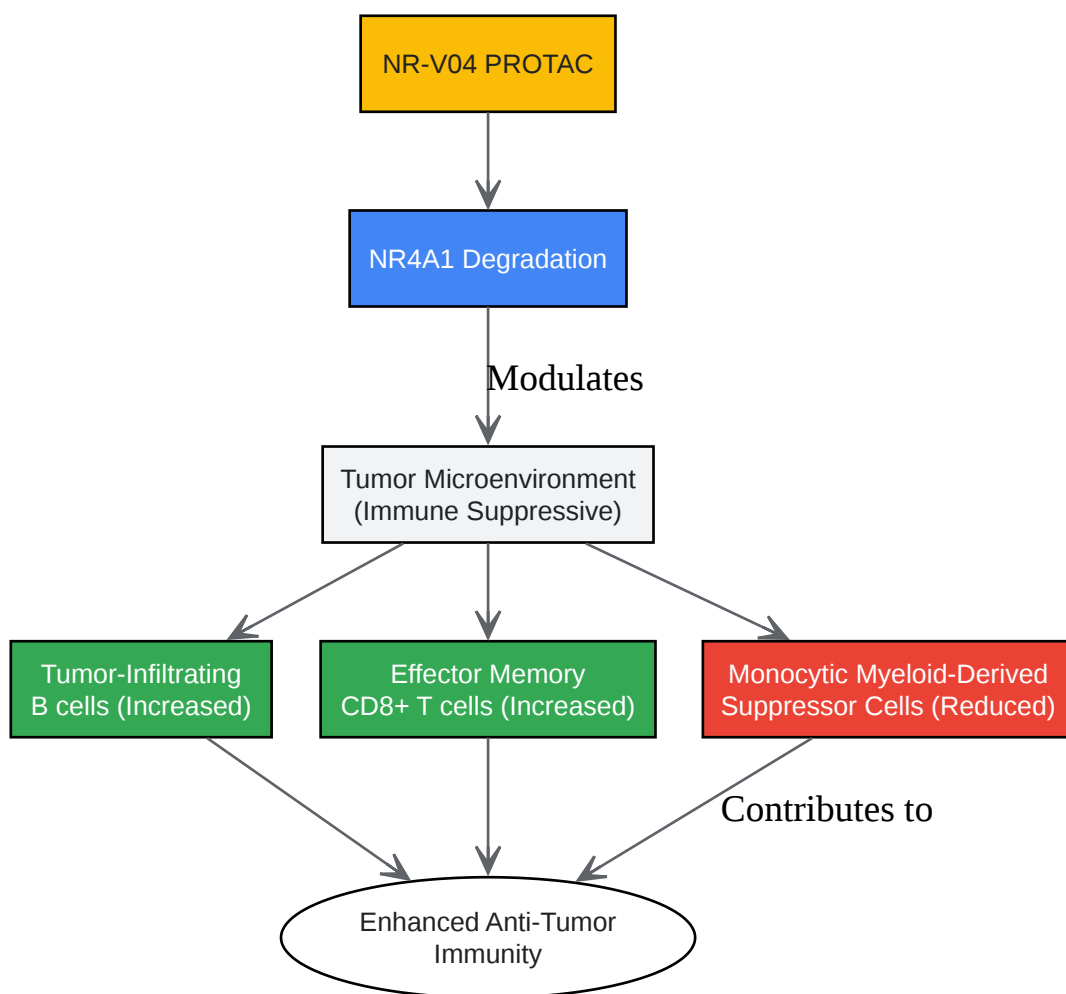 NR-V04 PROTAC
NR4A1 Degradation
Modulates
Tumor Microenvironment
(Immune Suppressive)
Tumor-Infiltrating
B cells (Increased)
Effector Memory
CD8+ T cells (Increased)
Monocytic Myeloid-Derived
Suppressor Cells (Reduced)
Contributes to
Enhanced Anti-Tumor
Immunity